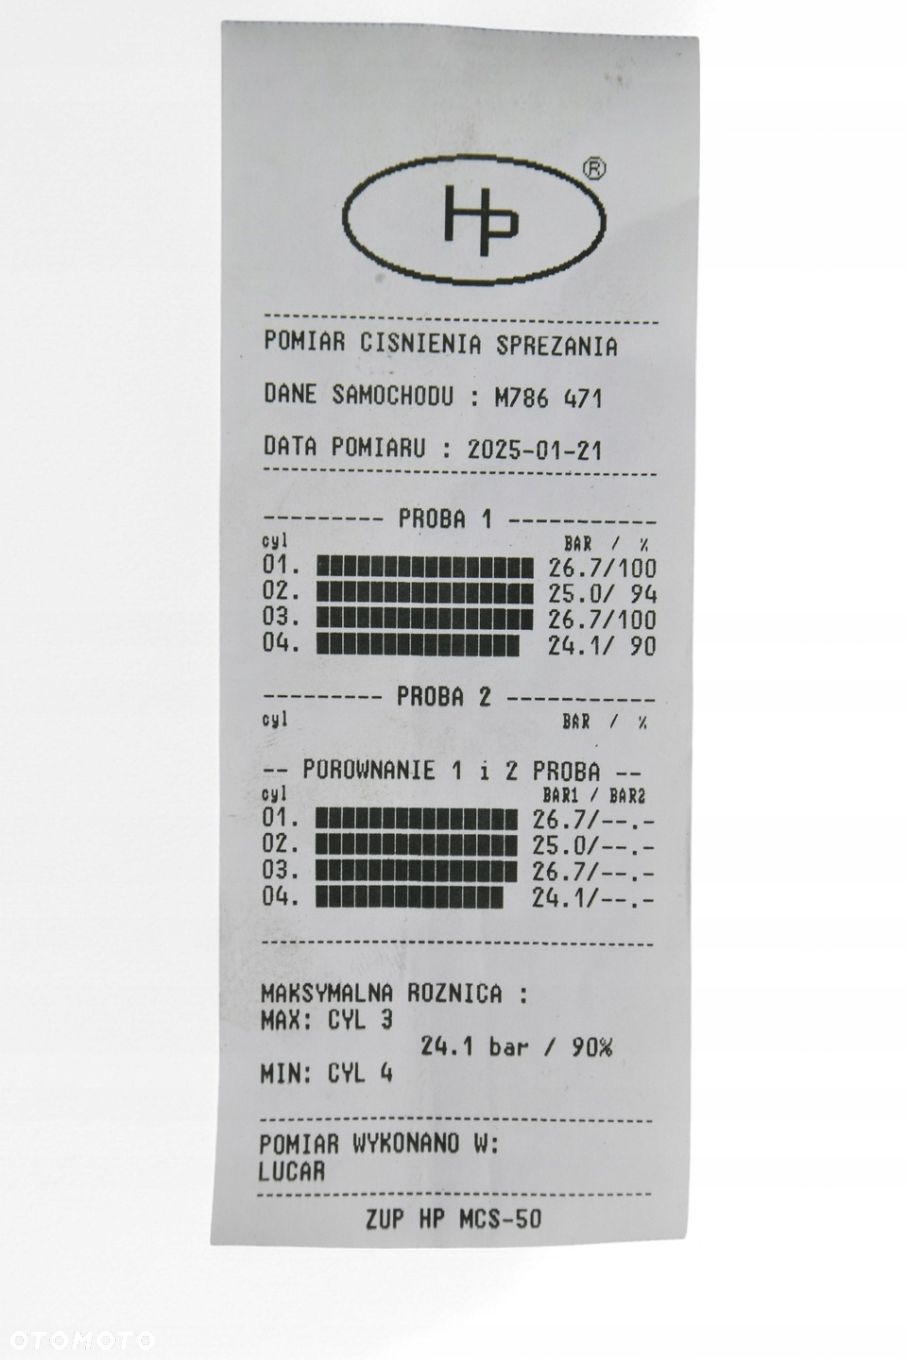 HP ®
POMIAR CISNIENIA SPREZANIA
DANE SAMOCHODU : M786 471
DATA POMIARU : 2025-01-21
--------- PROBA 1 -----------
cyl BAR / %
01. 26.7/100
02. 25.0/ 94
03. 26.7/100
04. 24.1/ 90
--------- PROBA 2 -----------
cyl BAR / %
-- POROWNANIE 1 i 2 PROBA --
cyl BAR1 / BAR2
01. 26.7/--.-
02. 25.0/--.-
03. 26.7/--.-
04. 24.1/--.-
MAKSYMALNA ROZNICA :
MAX: CYL 3
24.1 bar / 90%
MIN: CYL 4
POMIAR WYKONANO W:
LUCAR
ZUP HP MCS-50
OTOMOTO